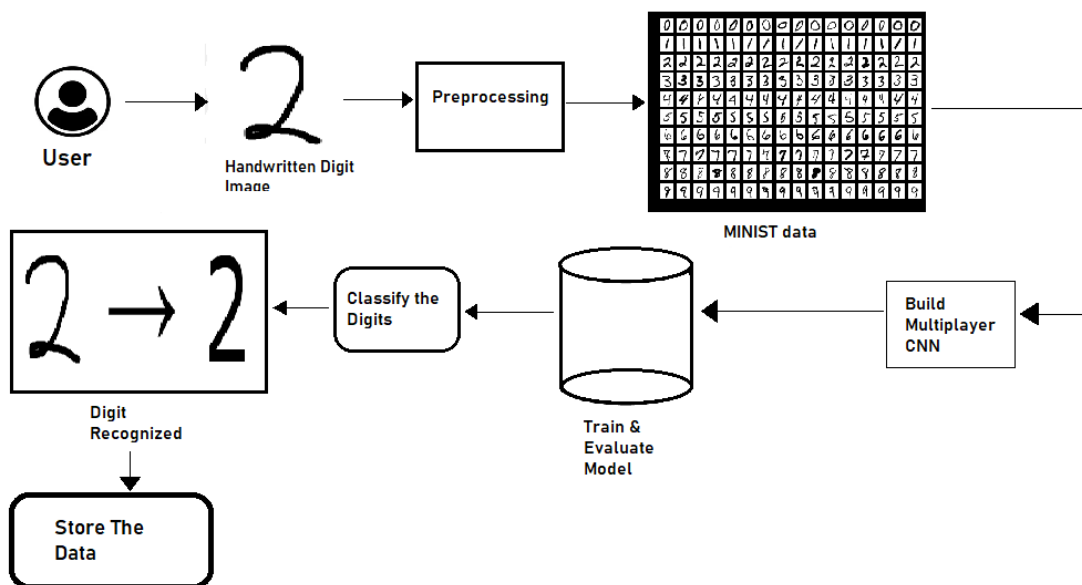 User
2
Handwritten Digit
Image
Preprocessing
0 0 0 0 0 0 0 0 0 0 0 0 0 0 0 0
1 1 1 1 1 1 1 1 1 1 1 1 1 1 1 1
2 2 2 2 2 2 2 2 2 2 2 2 2 2 2 2
3 3 3 3 3 3 3 3 3 3 3 3 3 3 3 3
4 4 4 4 4 4 4 4 4 4 4 4 4 4 4 4
5 5 5 5 5 5 5 5 5 5 5 5 5 5 5 5
6 6 6 6 6 6 6 6 6 6 6 6 6 6 6 6
7 7 7 7 7 7 7 7 7 7 7 7 7 7 7
8 8 8 8 8 8 8 8 8 8 8 8 8 8 8 8
9 9 9 9 9 9 9 9 9 9 9 9 9 9 9 9
MINIST data
Build
Multiplayer
CNN
Train &
Evaluate
Model
Classify the
Digits
2 → 2
Digit
Recognized
Store The
Data